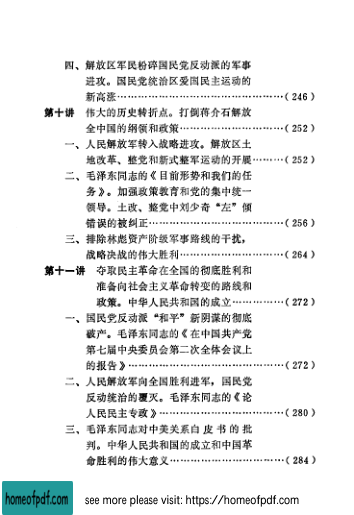 四、解放区军民粉碎国民党反动派的军事
进攻。国民党统治区爱国民主运动的
新高涨……………………………………(246)
第十讲 伟大的历史转折点。打倒蒋介石解放
全中国的纲领和政策………………………(252)
一、人民解放军转入战略进攻。解放区土
地改革、整党和新式整军运动的开展………(252)
二、毛泽东同志的《目前形势和我们的任
务》。加强政策教育和党的集中统一
领导。土改、整党中刘少奇“左”倾
错误的被纠正………………………………(256)
三、排除林彪资产阶级军事路线的干扰，
战略决战的伟大胜利………………………(264)
第十一讲 夺取民主革命在全国的彻底胜利和
准备向社会主义革命转变的路线和
政策。中华人民共和国的成立…………(272)
一、国民党反动派“和平”新阴谋的彻底
破产。毛泽东同志的《在中国共产党
第七届中央委员会第二次全体会议上
的报告》……………………………………(272)
二、人民解放军向全国胜利进军，国民党
反动统治的覆灭。毛泽东同志的《论
人民民主专政》……………………………(280)
三、毛泽东同志对中美关系白皮书的批
判。中华人民共和国的成立和中国革
命胜利的伟大意义…………………………(284)
homeofpdf.com see more please visit: https://homeofpdf.com